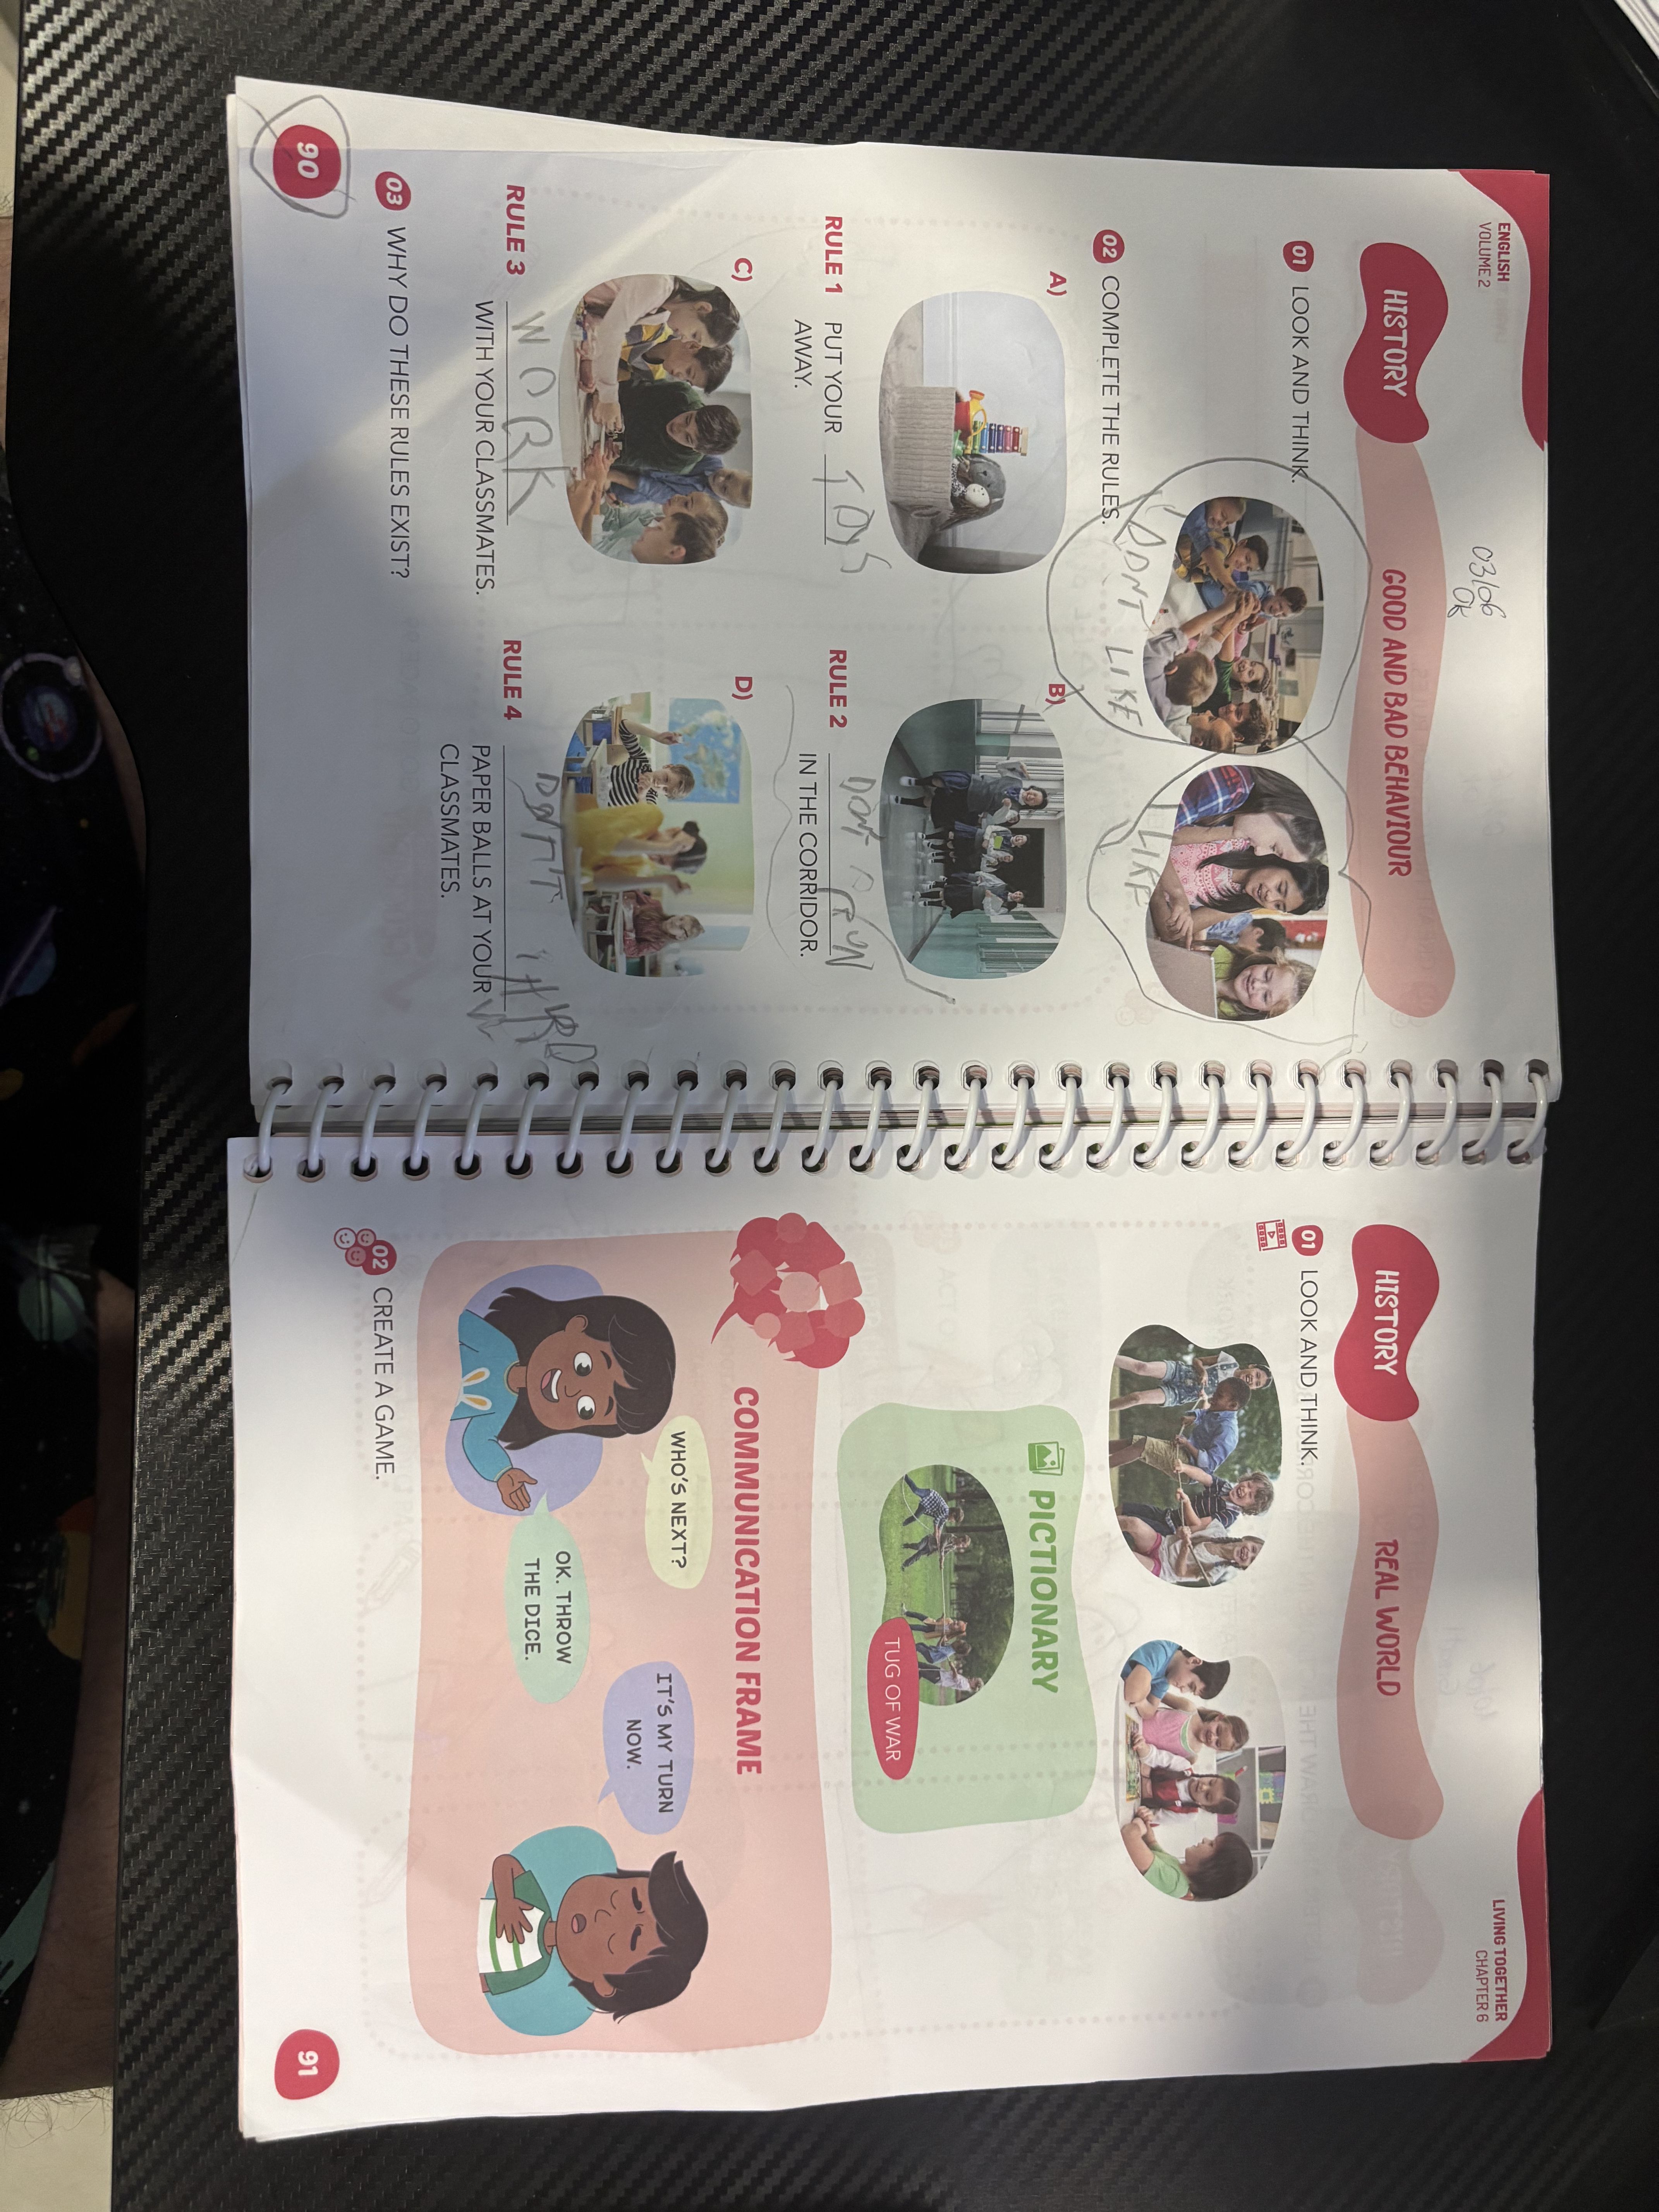 ENGLISH
VOLUME 2
03/06
OK
HISTORY
GOOD AND BAD BEHAVIOUR
01 LOOK AND THINK.
DONT LIKE
LIKE
02 COMPLETE THE RULES.
A)
B)
RULE 1 PUT YOUR TOYS
AWAY.
RULE 2 DONT RUN
IN THE CORRIDOR.
C)
D)
RULE 3 WORK
WITH YOUR CLASSMATES.
RULE 4 DON'T
PAPER BALLS AT YOUR
CLASSMATES.
03 WHY DO THESE RULES EXIST?
90
LIVING TOGETHER
CHAPTER 6
HISTORY
REAL WORLD
01 LOOK AND THINK.
PICTIONARY
TUG OF WAR
COMMUNICATION FRAME
WHO'S NEXT?
IT'S MY TURN
NOW.
OK. THROW
THE DICE.
02 CREATE A GAME.
91